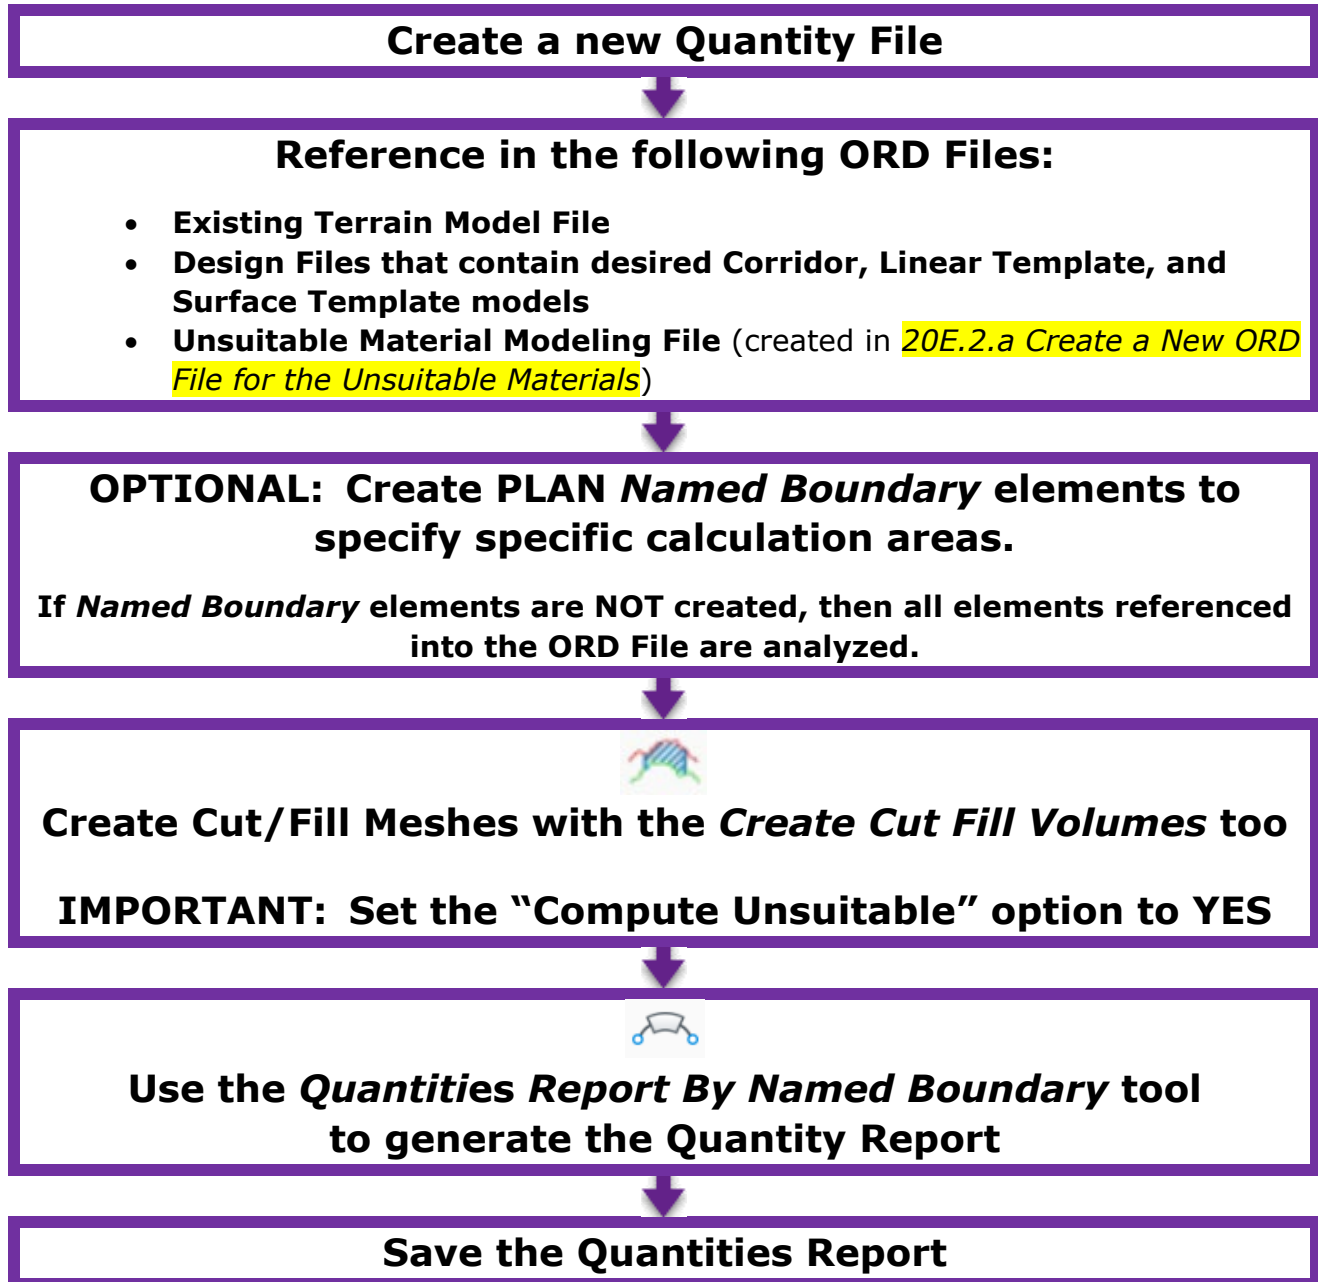 Create a new Quantity File
Reference in the following ORD Files:
• Existing Terrain Model File
• Design Files that contain desired Corridor, Linear Template, and
Surface Template models
• Unsuitable Material Modeling File (created in 20E.2.a Create a New ORD
File for the Unsuitable Materials)
OPTIONAL: Create PLAN Named Boundary elements to
specify specific calculation areas.
If Named Boundary elements are NOT created, then all elements referenced
into the ORD File are analyzed.
Create Cut/Fill Meshes with the Create Cut Fill Volumes too
IMPORTANT: Set the “Compute Unsuitable” option to YES
Use the Quantities Report By Named Boundary tool
to generate the Quantity Report
Save the Quantities Report